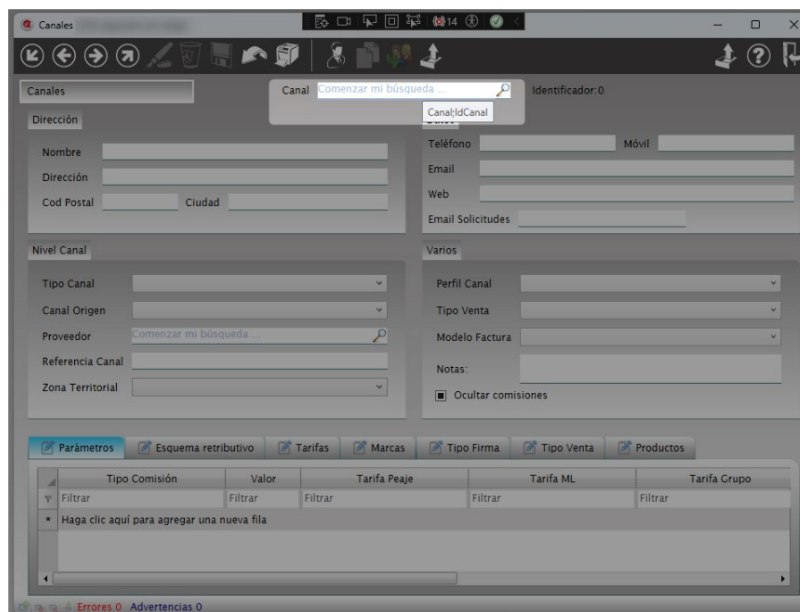 Canales
14
Canales
Canal Comenzar mi búsqueda ... Identificador:0
Canal;IdCanal
Dirección
Nombre
Dirección
Cod Postal Ciudad
Teléfono Móvil
Email
Web
Email Solicitudes
Nivel Canal
Tipo Canal
Canal Origen
Proveedor Comenzar mi búsqueda ...
Referencia Canal
Zona Territorial
Varios
Perfil Canal
Tipo Venta
Modelo Factura
Notas:
Ocultar comisiones
Parámetros Esquema retributivo Tarifas Marcas Tipo Firma Tipo Venta Productos
Tipo Comisión Valor Tarifa Peaje Tarifa ML Tarifa Grupo
Filtrar Filtrar Filtrar Filtrar Filtrar
Haga clic aquí para agregar una nueva fila
Errores 0 Advertencias 0